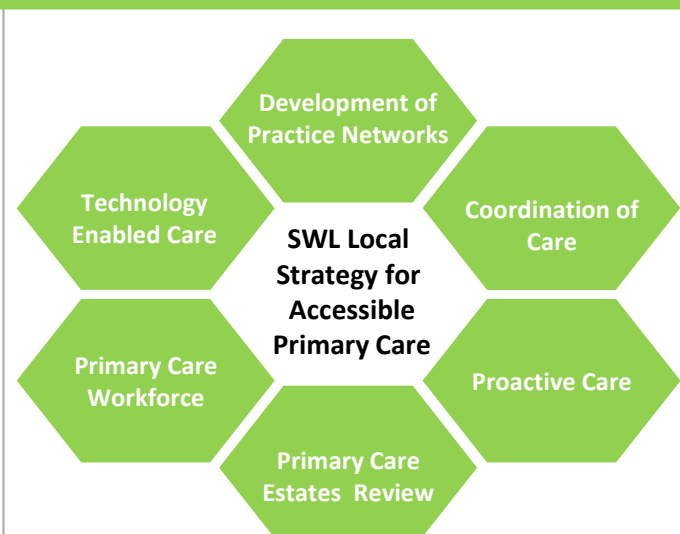 Development of
Practice Networks
Technology
Enabled Care
Coordination of
Care
SWL Local
Strategy for
Accessible
Primary Care
Primary Care
Workforce
Proactive Care
Primary Care
Estates Review